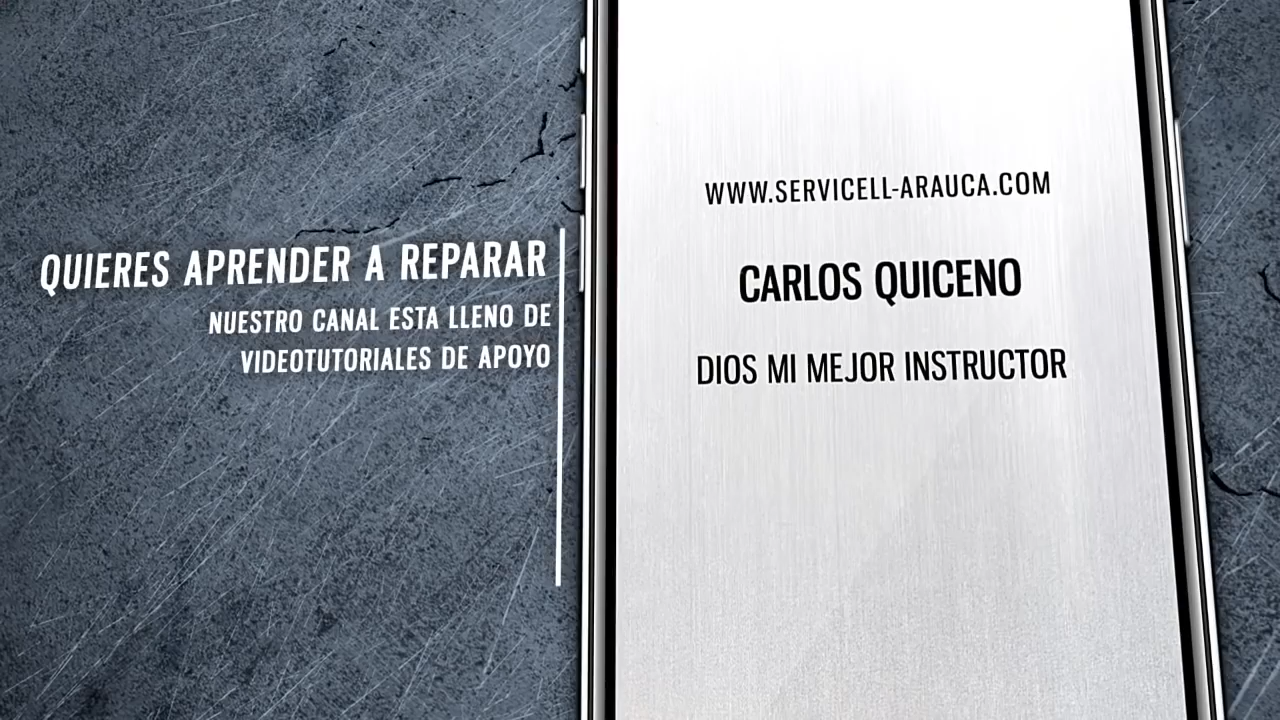 QUIERES APRENDER A REPARAR
NUESTRO CANAL ESTA LLENO DE
VIDEOTUTORIALES DE APOYO
WWW.SERVICELL-ARAUCA.COM
CARLOS QUICENO
DIOS MI MEJOR INSTRUCTOR